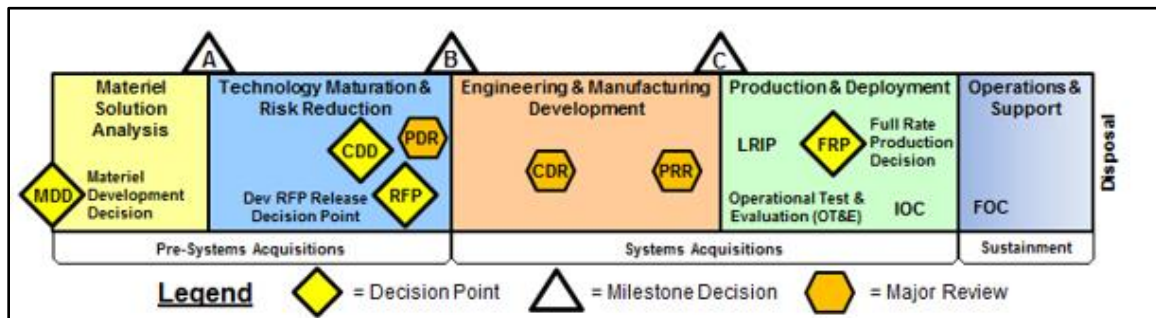 A
B
C
Materiel
Solution
Analysis
Technology Maturation &
Risk Reduction
Engineering & Manufacturing
Development
Production & Deployment
Operations &
Support
Disposal
MDD
Materiel
Development
Decision
CDD
PDR
Dev RFP Release
Decision Point
RFP
CDR
PRR
LRIP
FRP
Full Rate
Production
Decision
Operational Test &
Evaluation (OT&E)
IOC
FOC
Pre-Systems Acquisitions
Systems Acquisitions
Sustainment
Legend
= Decision Point
= Milestone Decision
= Major Review